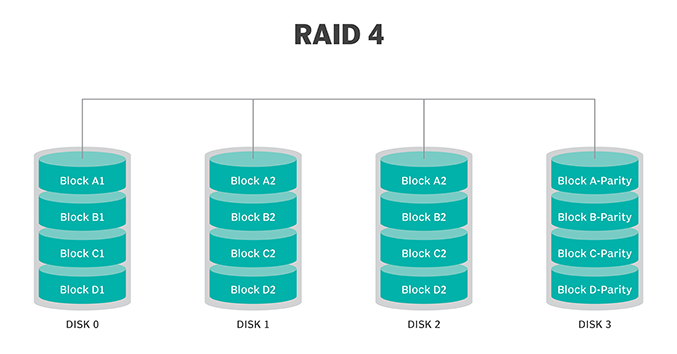 RAID 4
Block A1
Block B1
Block C1
Block D1
DISK 0
Block A2
Block B2
Block C2
Block D2
DISK 1
Block A2
Block B2
Block C2
Block D2
DISK 2
Block A-Parity
Block B-Parity
Block C-Parity
Block D-Parity
DISK 3